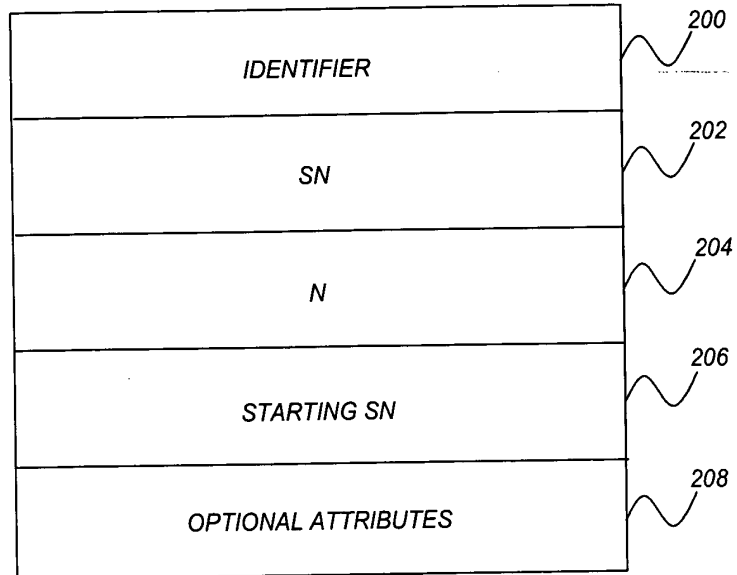 200
IDENTIFIER
202
SN
204
N
206
STARTING SN
208
OPTIONAL ATTRIBUTES